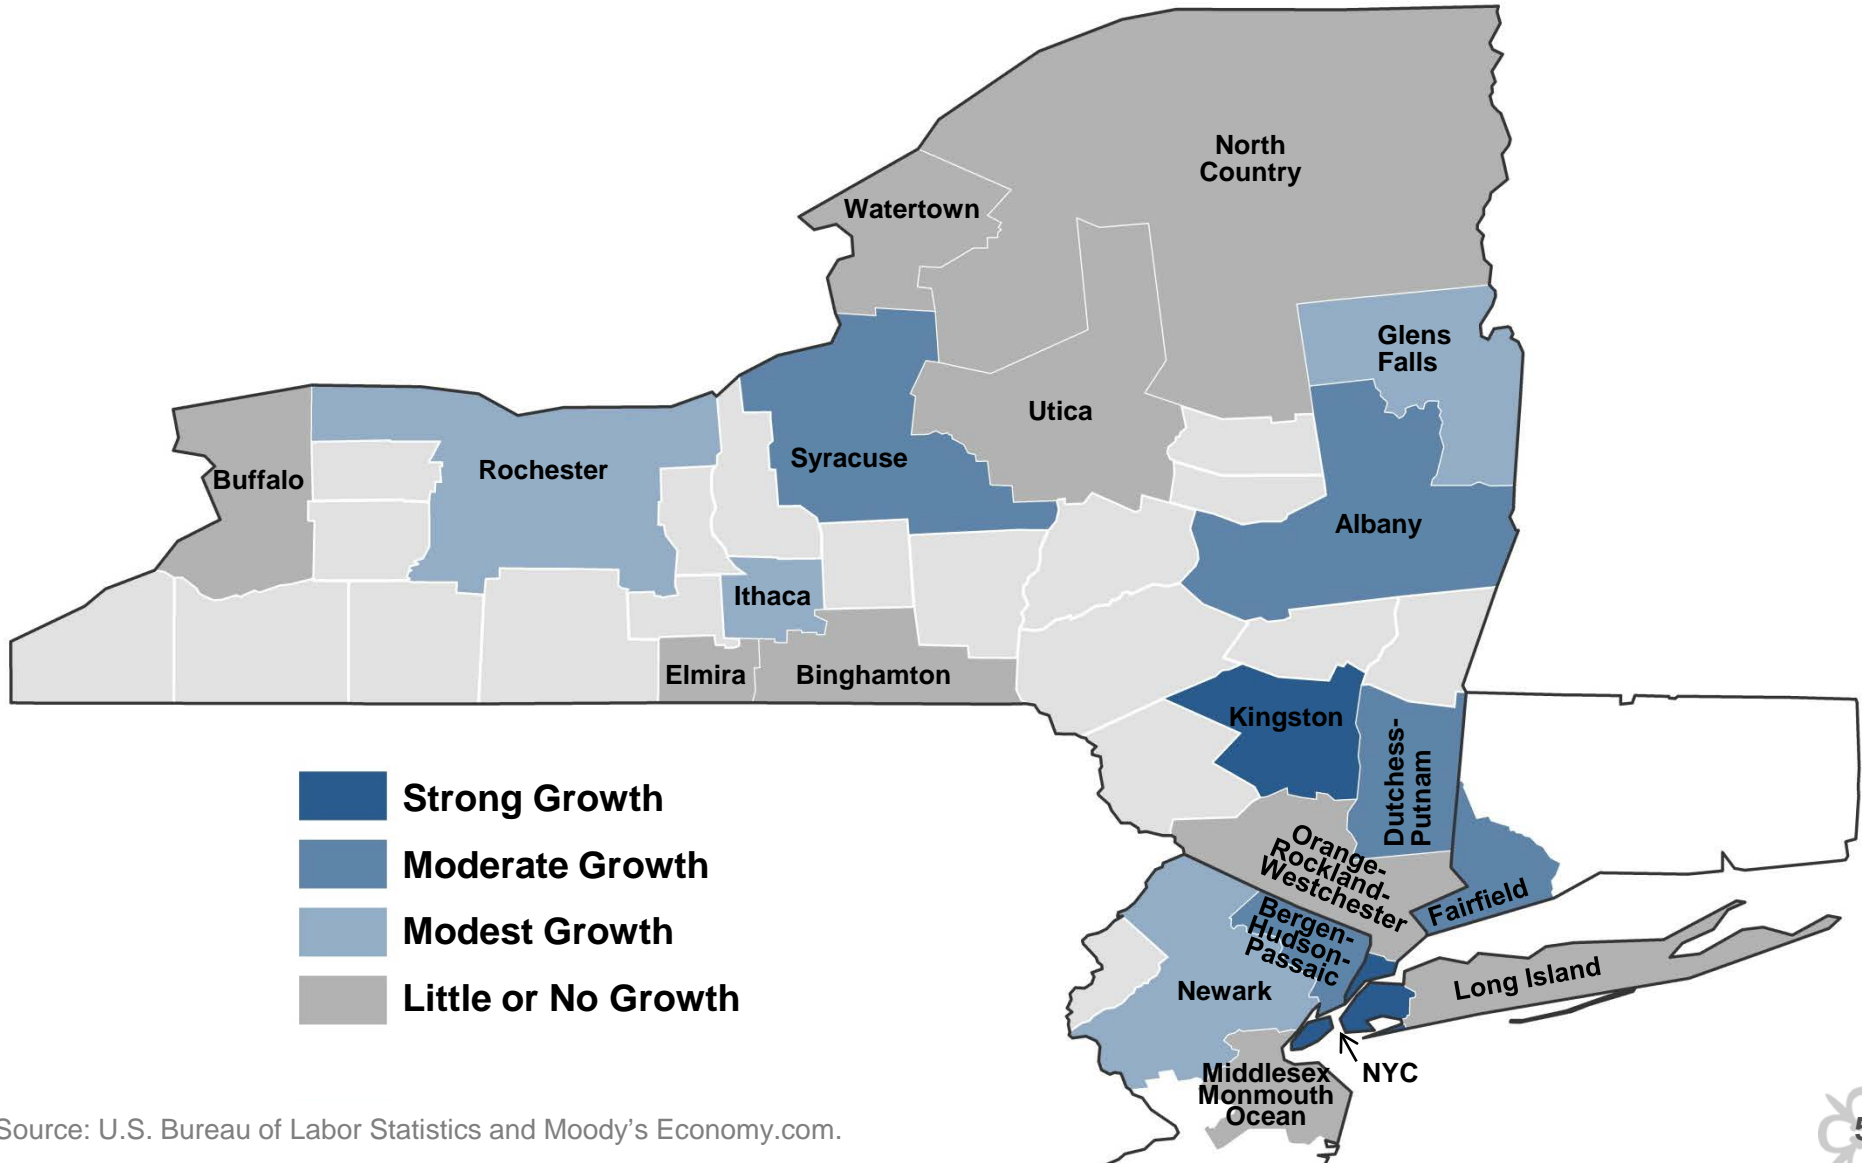 North
Country
Watertown
Glens
Falls
Utica
Syracuse
Rochester
Buffalo
Albany
Ithaca
Elmira
Binghamton
Kingston
Dutchess-
Putnam
Strong Growth
Moderate Growth
Modest Growth
Little or No Growth
Orange-
Rockland-
Westchester
Fairfield
Bergen-
Hudson-
Passaic
Newark
Long Island
NYC
Middlesex
Monmouth
Ocean
Source: U.S. Bureau of Labor Statistics and Moody’s Economy.com.
5